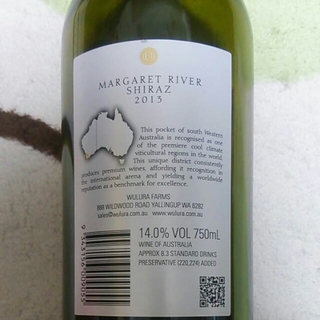 MARGARET RIVER
SHIRAZ
2013
This pocket of south Western
Australia is recognised as one
of the premiere cool climate
viticultural regions in the world.
This unique district consistently
produces premium wines, affording it recognition in
the international arena and yielding a worldwide
reputation as a benchmark for excellence.
WULURA FARMS
888 WILDWOOD ROAD YALLINGUP WA 6282
sales@wulura.com.au www.wulura.com.au
14.0% VOL 750mL
WINE OF AUSTRALIA
APPROX 8.3 STANDARD DRINKS
PRESERVATIVE (220,224) ADDED